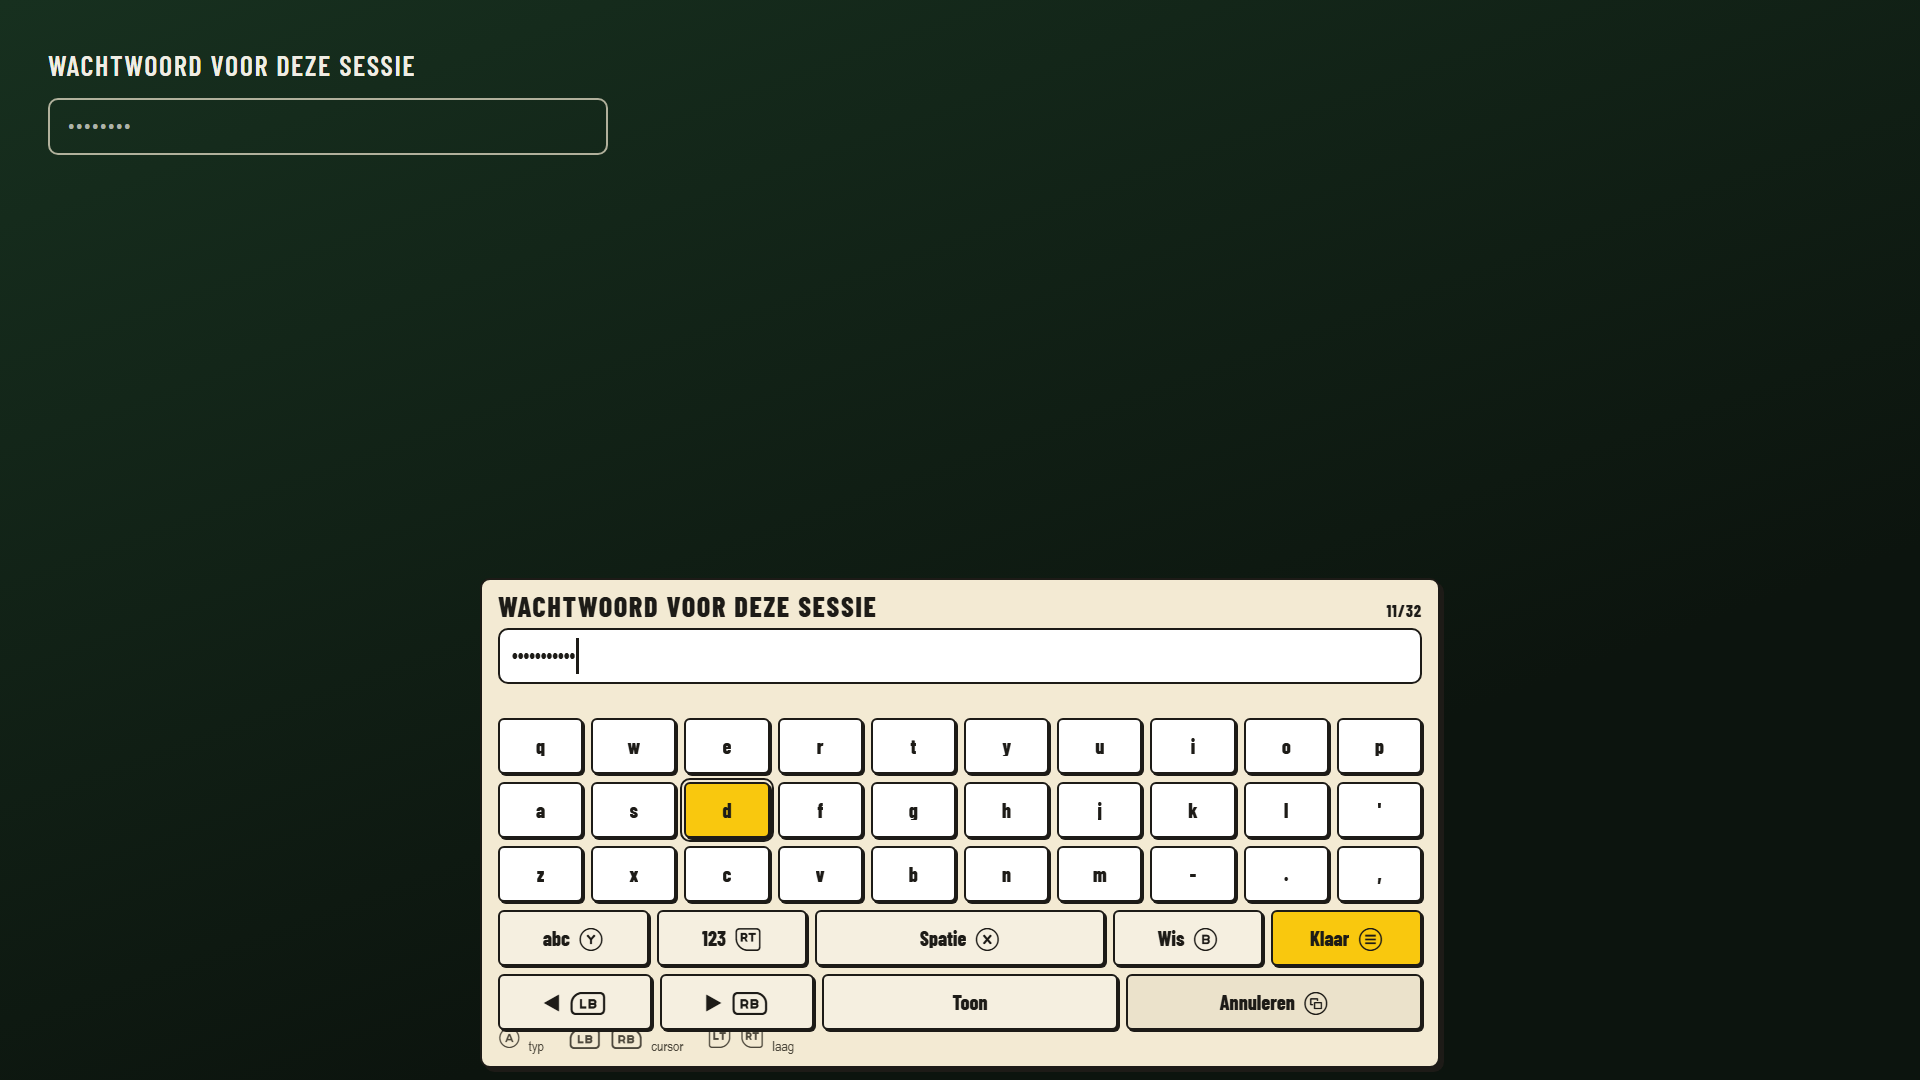 WACHTWOORD VOOR DEZE SESSIE
••••••••
WACHTWOORD VOOR DEZE SESSIE 11/32
•••••••••••
q w e r t y u i o p
a s d f g h j k l '
z x c v b n m - . ,
abc Y 123 RT Spatie X Wis B Klaar
LB RB Toon Annuleren
A typ LB RB cursor LT RT laag